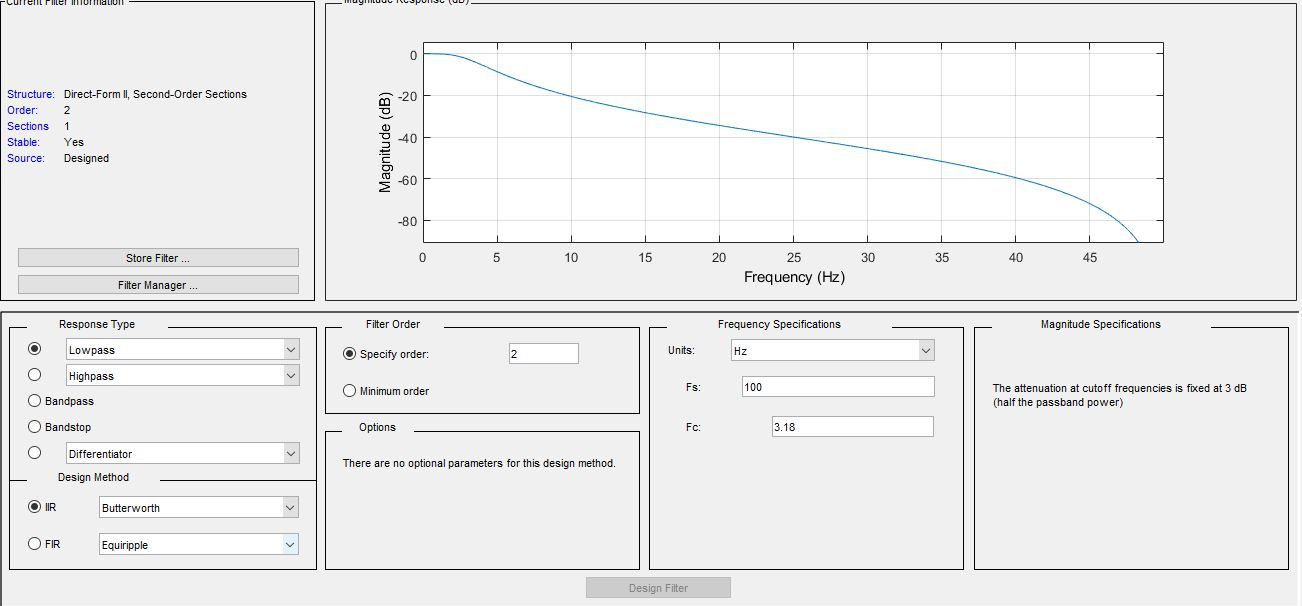 Current Filter Information
Magnitude Response (dB)
Structure: Direct-Form II, Second-Order Sections
Order: 2
Sections 1
Stable: Yes
Source: Designed
Store Filter ...
Filter Manager ...
0
-20
-40
-60
-80
Magnitude (dB)
0 5 10 15 20 25 30 35 40 45
Frequency (Hz)
Response Type
Lowpass
Highpass
Bandpass
Bandstop
Differentiator
Design Method
IIR Butterworth
FIR Equiripple
Filter Order
Specify order: 2
Minimum order
Options
There are no optional parameters for this design method.
Frequency Specifications
Units: Hz
Fs: 100
Fc: 3.18
Magnitude Specifications
The attenuation at cutoff frequencies is fixed at 3 dB
(half the passband power)
Design Filter